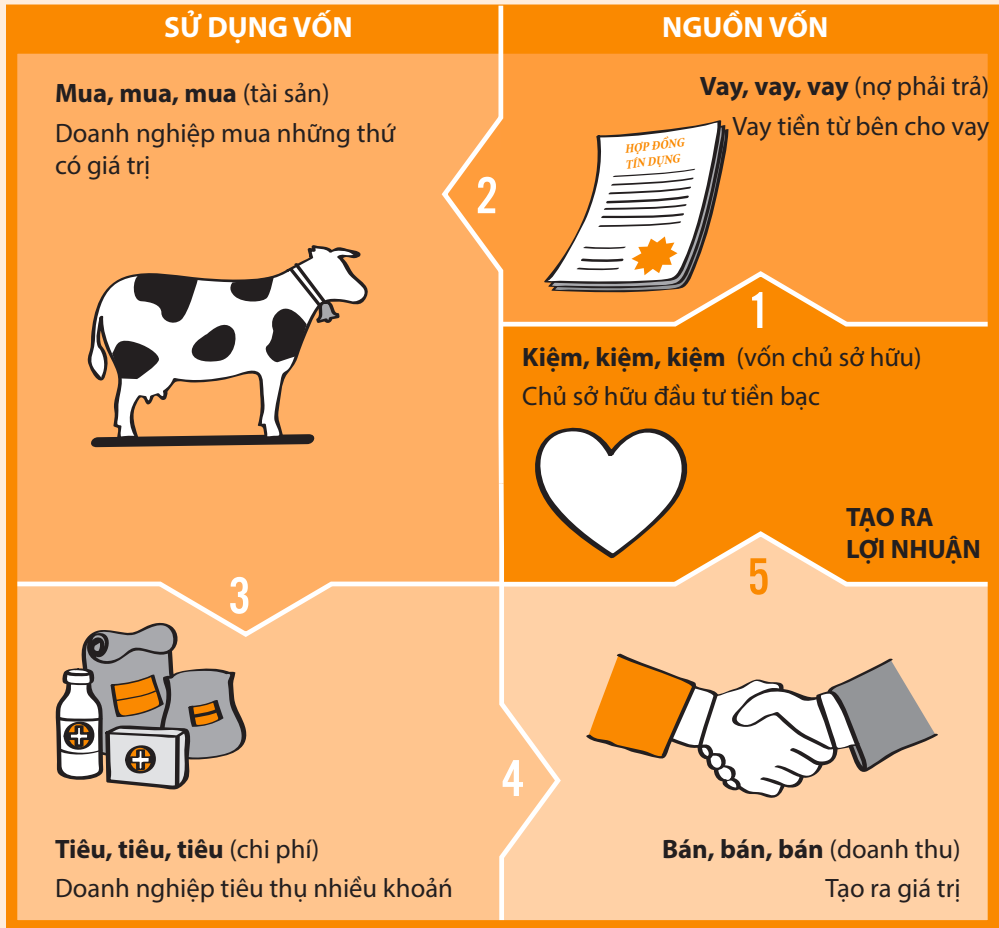 SỬ DỤNG VỐN
NGUỒN VỐN
Mua, mua, mua (tài sản)
Doanh nghiệp mua những thứ
có giá trị
Vay, vay, vay (nợ phải trả)
Vay tiền từ bên cho vay
HỢP ĐỒNG
TÍN DỤNG
2
1
Kiệm, kiệm, kiệm (vốn chủ sở hữu)
Chủ sở hữu đầu tư tiền bạc
TẠO RA
LỢI NHUẬN
3
5
4
Tiêu, tiêu, tiêu (chi phí)
Doanh nghiệp tiêu thụ nhiều khoản
Bán, bán, bán (doanh thu)
Tạo ra giá trị